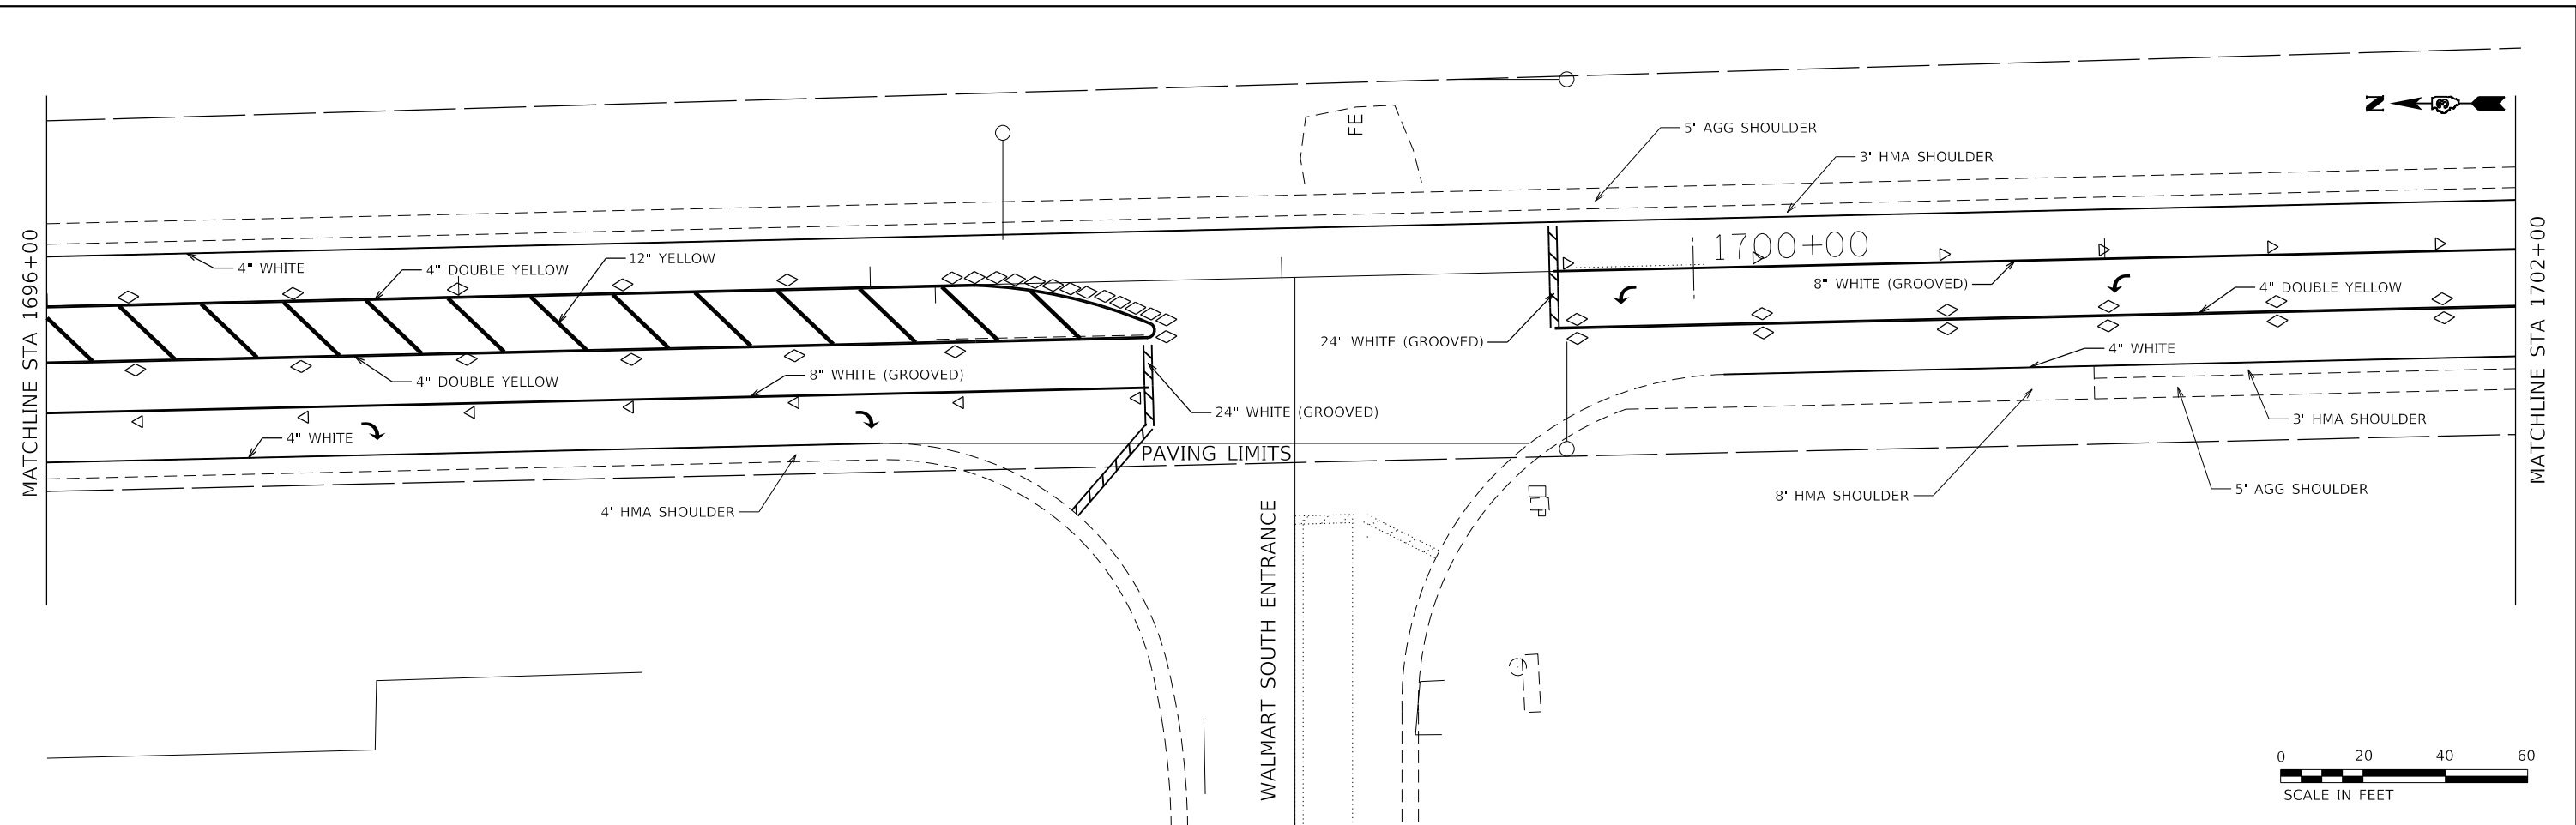 FE
N
3
5' AGG SHOULDER
3' HMA SHOULDER
MATCHLINE STA 1696+00
MATCHLINE STA 1702+00
4" WHITE
4" DOUBLE YELLOW
12" YELLOW
1700+00
8" WHITE (GROOVED)
4" DOUBLE YELLOW
24" WHITE (GROOVED)
4" WHITE
4" DOUBLE YELLOW
8" WHITE (GROOVED)
24" WHITE (GROOVED)
3' HMA SHOULDER
4" WHITE
PAVING LIMITS
5' AGG SHOULDER
8' HMA SHOULDER
4' HMA SHOULDER
WALMART SOUTH ENTRANCE
0 20 40 60
SCALE IN FEET